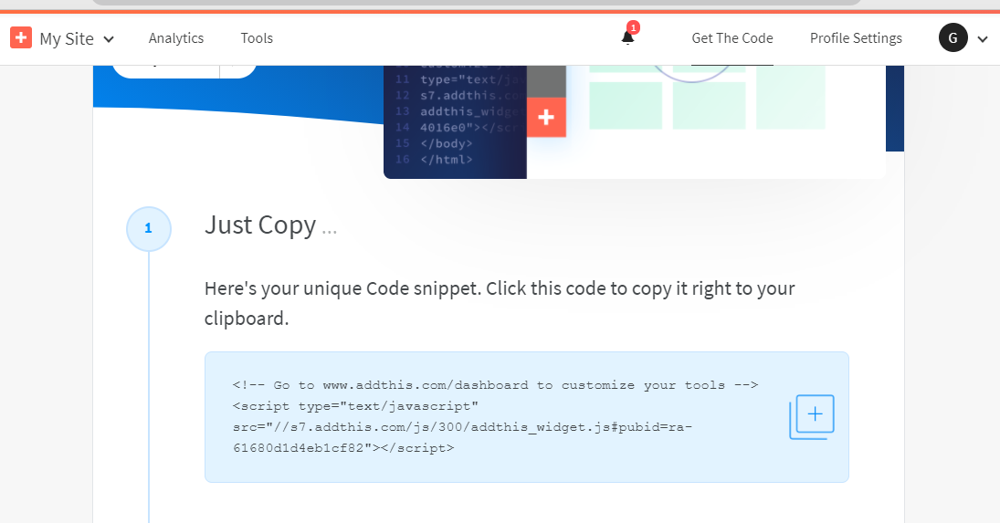 My Site
Analytics
Tools
1
Get The Code
Profile Settings
G
11 type="text/ja
12 s7.addthis.co
13 addthis_widge
14 4016e0"></scr
15 </body>
16 </html>
1
Just Copy ...
Here's your unique Code snippet. Click this code to copy it right to your
clipboard.
<!-- Go to www.addthis.com/dashboard to customize your tools -->
<script type="text/javascript"
src="//s7.addthis.com/js/300/addthis_widget.js#pubid=ra-
61680d1d4eb1cf82"></script>